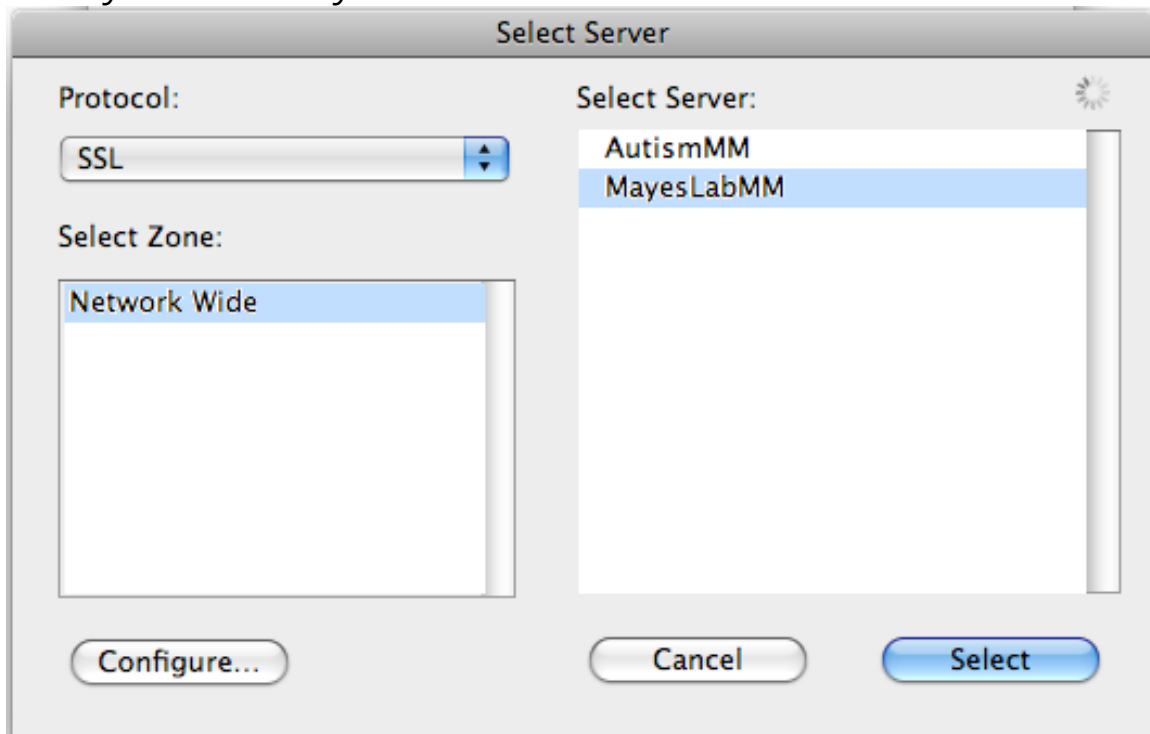 Select Server
Protocol:
SSL
Select Zone:
Network Wide
Configure...
Select Server:
AutismMM
MayesLabMM
Cancel
Select